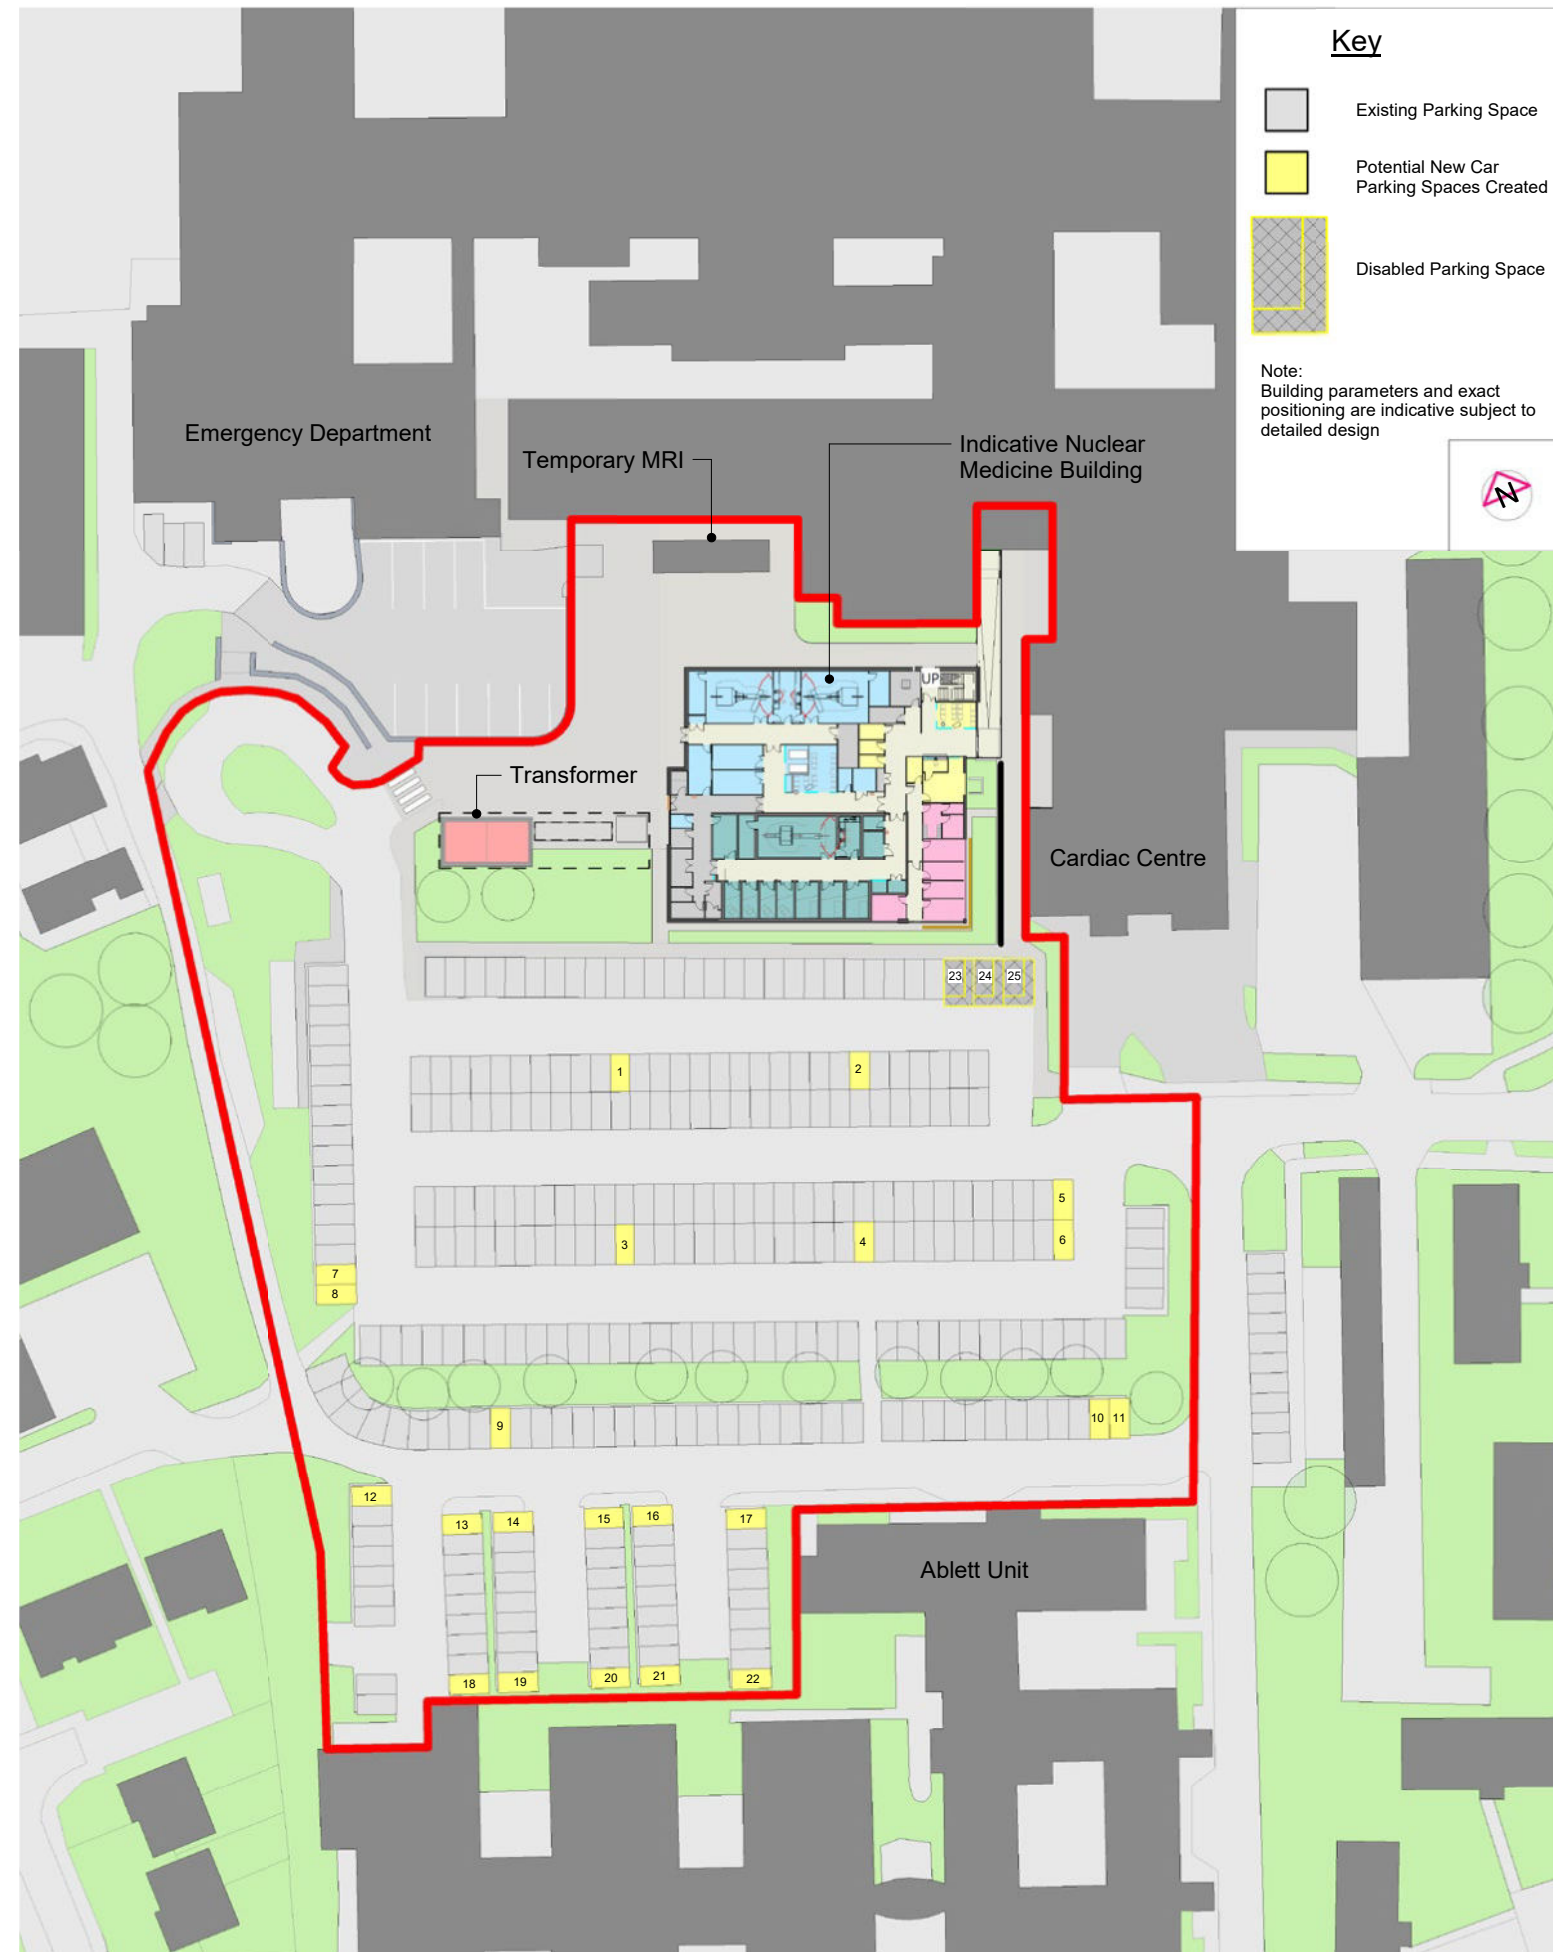 Key
Existing Parking Space
Potential New Car
Parking Spaces Created
Disabled Parking Space
Note:
Building parameters and exact
positioning are indicative subject to
detailed design
N
Emergency Department
Temporary MRI
Indicative Nuclear
Medicine Building
UP
Transformer
Cardiac Centre
23 24 25
1 2
5
3 4 6
7
8
9 10 11
12
13 14 15 16 17
Ablett Unit
18 19 20 21 22